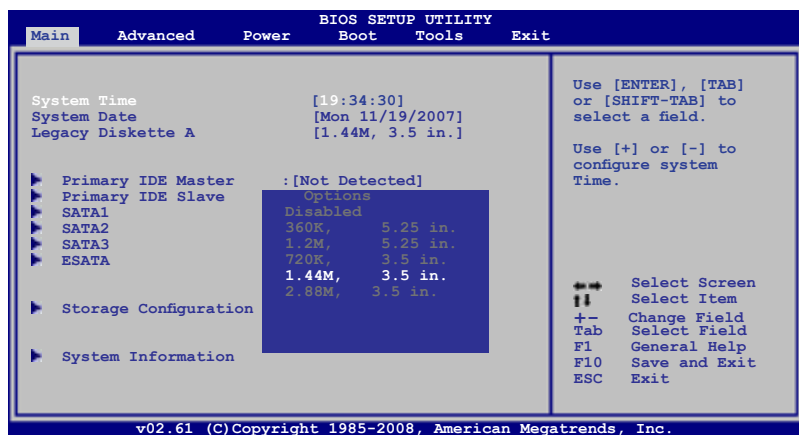 BIOS SETUP UTILITY
Main Advanced Power Boot Tools Exit
System Time [19:34:30]
System Date [Mon 11/19/2007]
Legacy Diskette A [1.44M, 3.5 in.]
Primary IDE Master :[Not Detected]
Primary IDE Slave
SATA1
SATA2
SATA3
ESATA
Storage Configuration
System Information
Options
Disabled
360K, 5.25 in.
1.2M, 5.25 in.
720K, 3.5 in.
1.44M, 3.5 in.
2.88M, 3.5 in.
Use [ENTER], [TAB]
or [SHIFT-TAB] to
select a field.
Use [+] or [-] to
configure system
Time.
←→ Select Screen
↑↓ Select Item
+- Change Field
Tab Select Field
F1 General Help
F10 Save and Exit
ESC Exit
v02.61 (C)Copyright 1985-2008, American Megatrends, Inc.